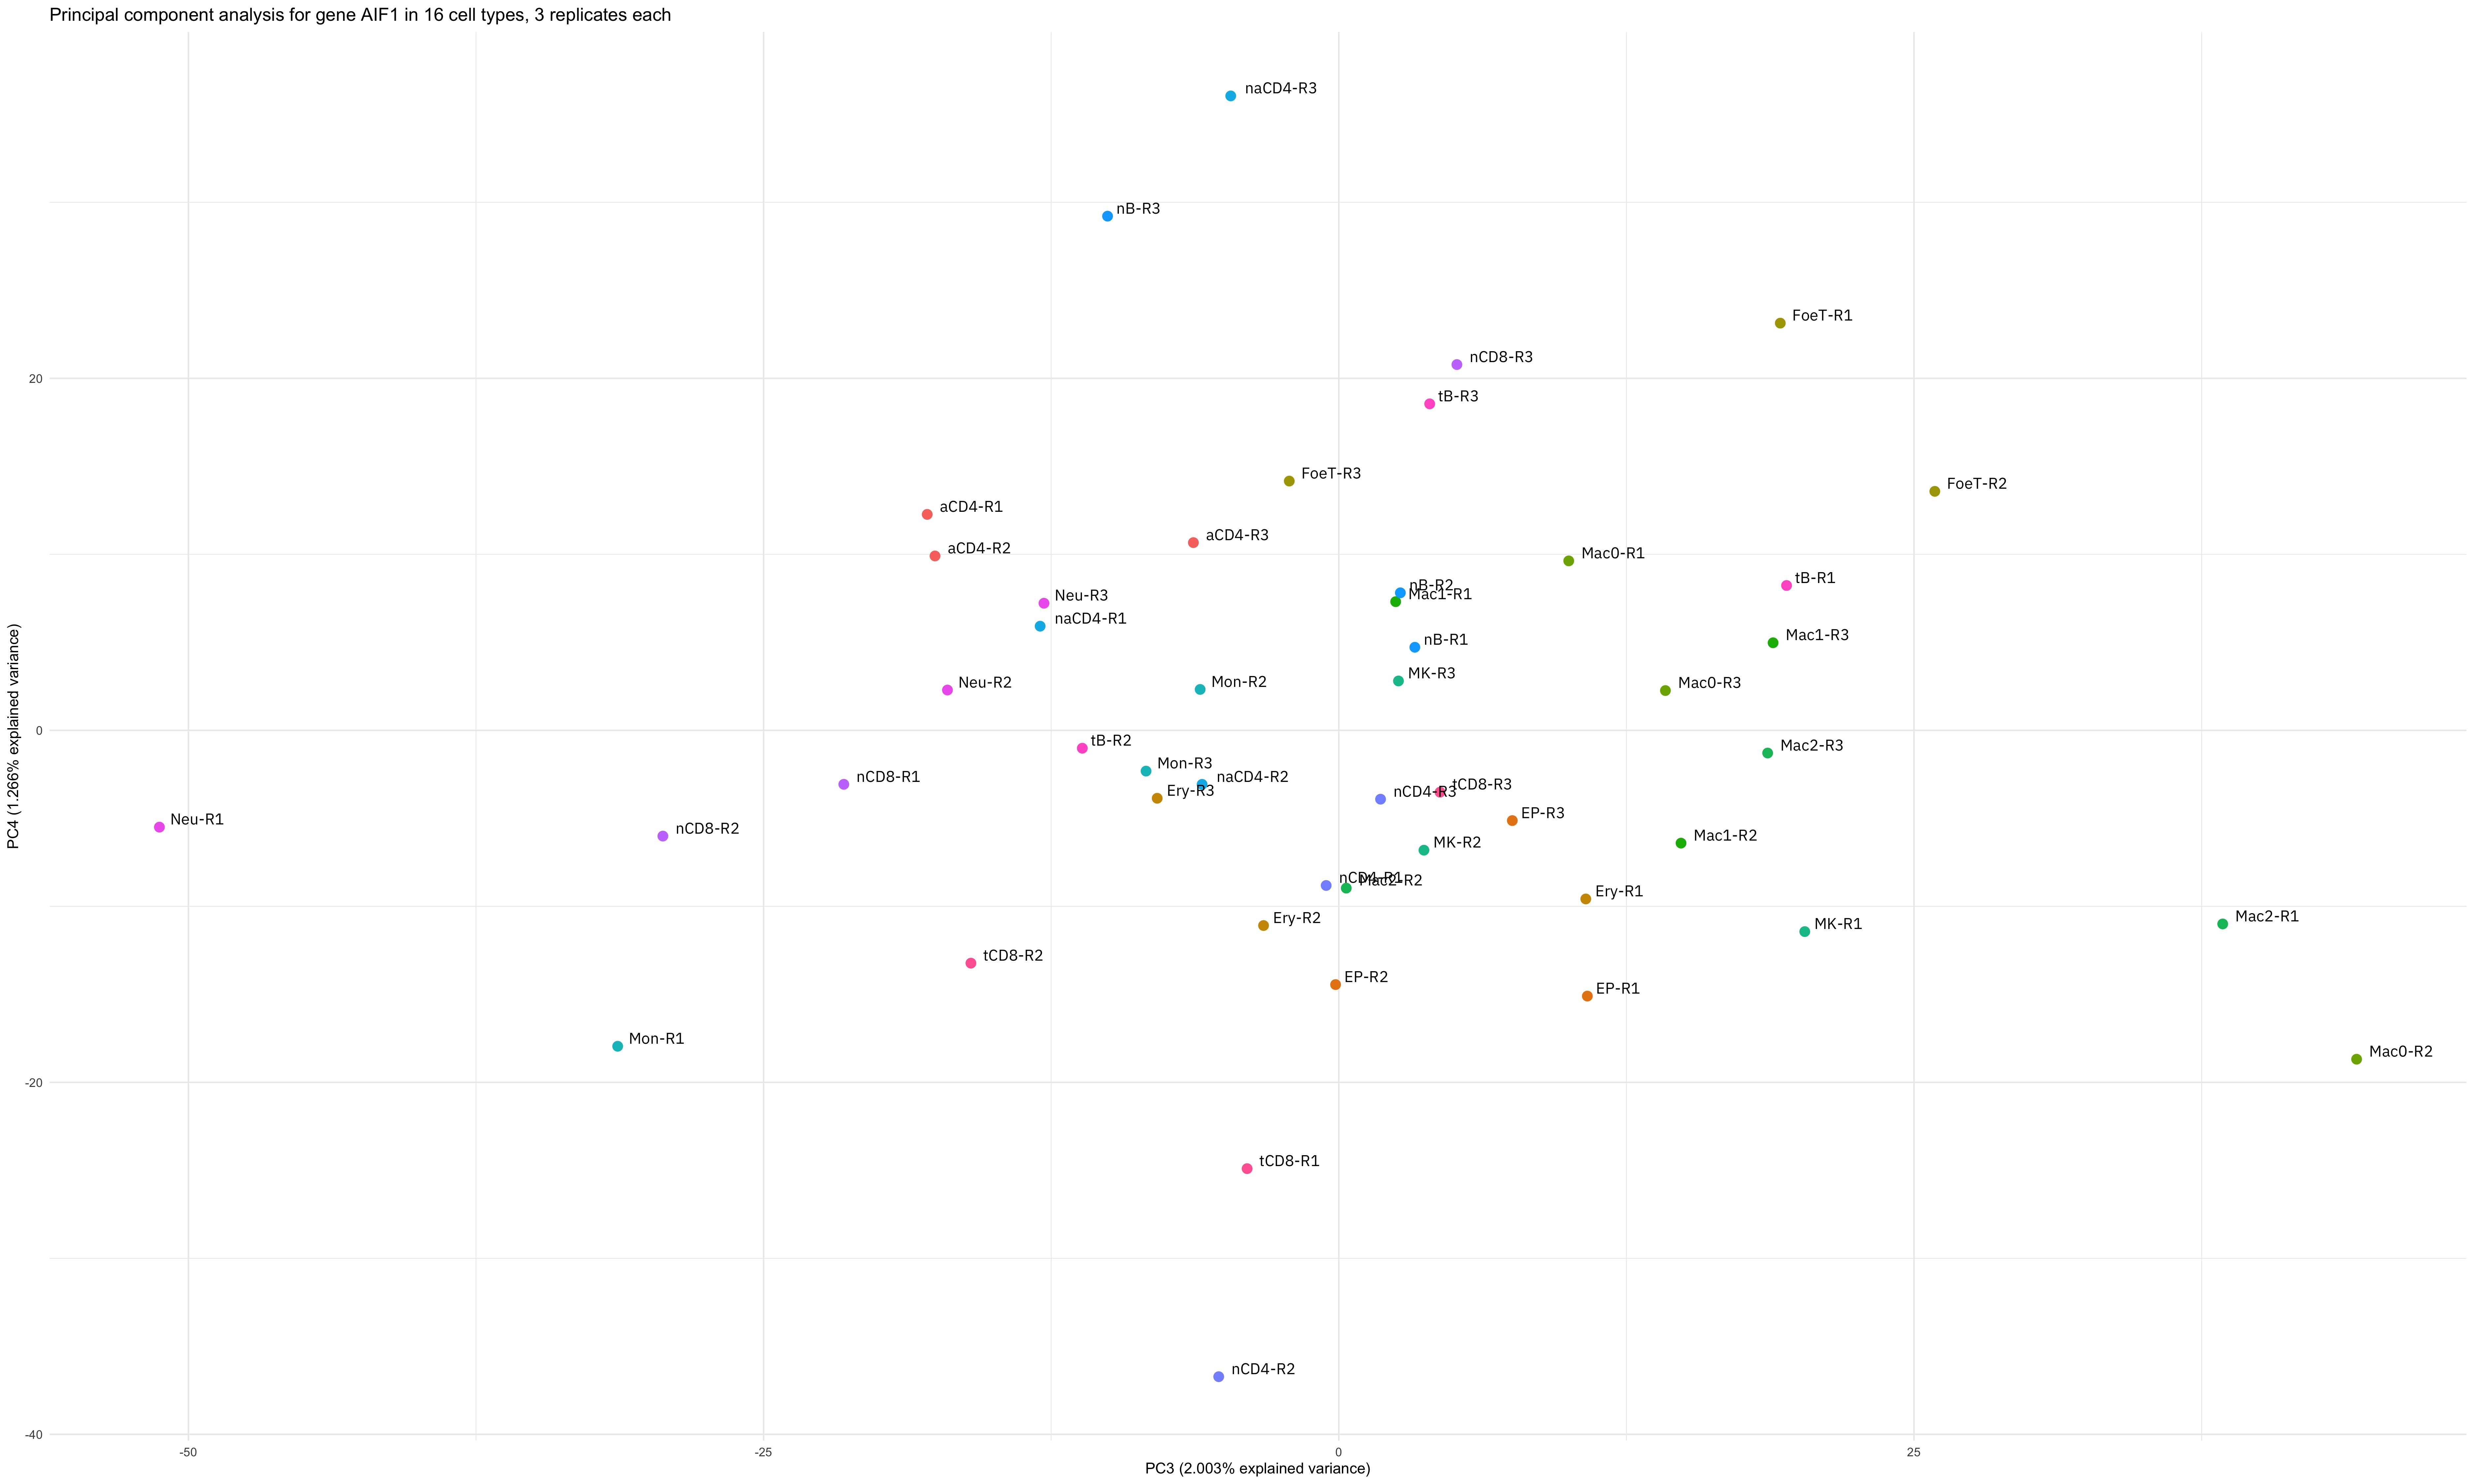 Principal component analysis for gene AIF1 in 16 cell types, 3 replicates each
naCD4-R3
nB-R3
FoeT-R1
nCD8-R3
20
tB-R3
FoeT-R3
FoeT-R2
aCD4-R1
aCD4-R3
aCD4-R2
Mac0-R1
tB-R1
nB-R2
Mac1-R1
Neu-R3
naCD4-R1
Mac1-R3
nB-R1
MK-R3
Neu-R2
Mon-R2
Mac0-R3
0
tB-R2
Mac2-R3
Mon-R3
nCD8-R1
naCD4-R2
tCD8-R3
Ery-R3
nCD4-R3
EP-R3
Neu-R1
nCD8-R2
Mac1-R2
MK-R2
nCD4-R1
Mac2-R2
Ery-R1
Ery-R2
MK-R1
Mac2-R1
tCD8-R2
EP-R2
EP-R1
Mon-R1
Mac0-R2
-20
tCD8-R1
nCD4-R2
-40
-50
-25
0
25
PC3 (2.003% explained variance)
PC4 (1.266% explained variance)